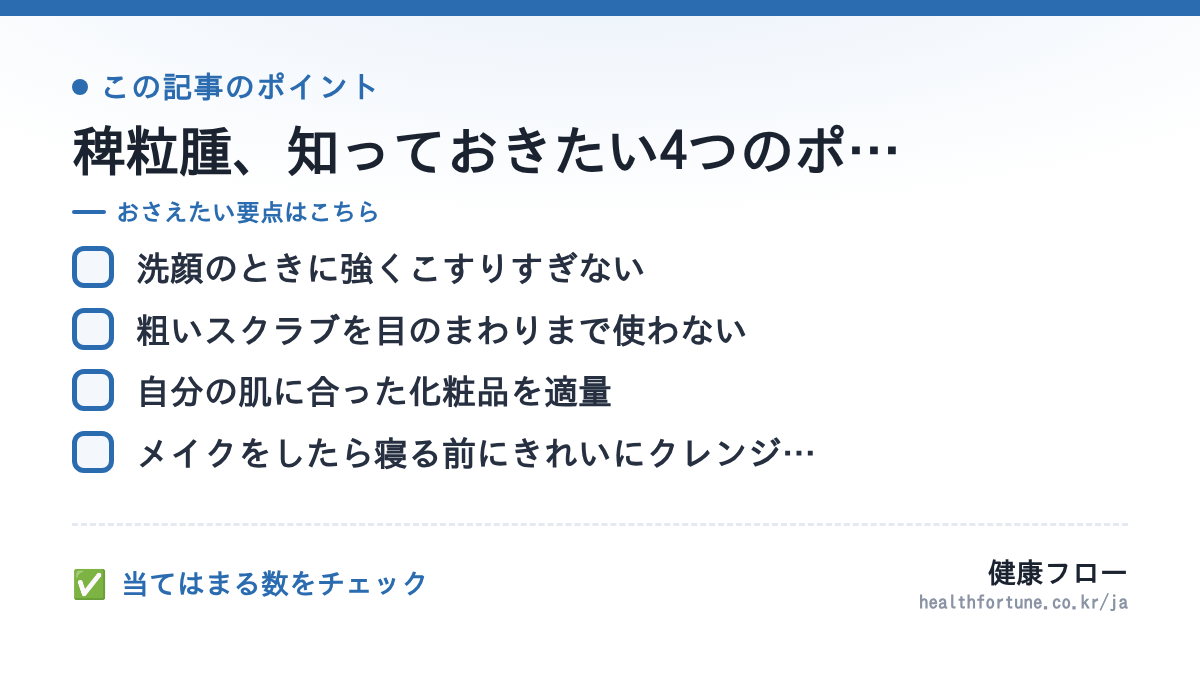 この記事のポイント
稗粒腫、知っておきたい4つのポ…
おさえたい要点はこちら
洗顔のときに強くこすりすぎない
粗いスクラブを目のまわりまで使わない
自分の肌に合った化粧品を適量
メイクをしたら寝る前にきれいにクレンジ…
✅ 当てはまる数をチェック
健康フロー
healthfortune.co.kr/ja